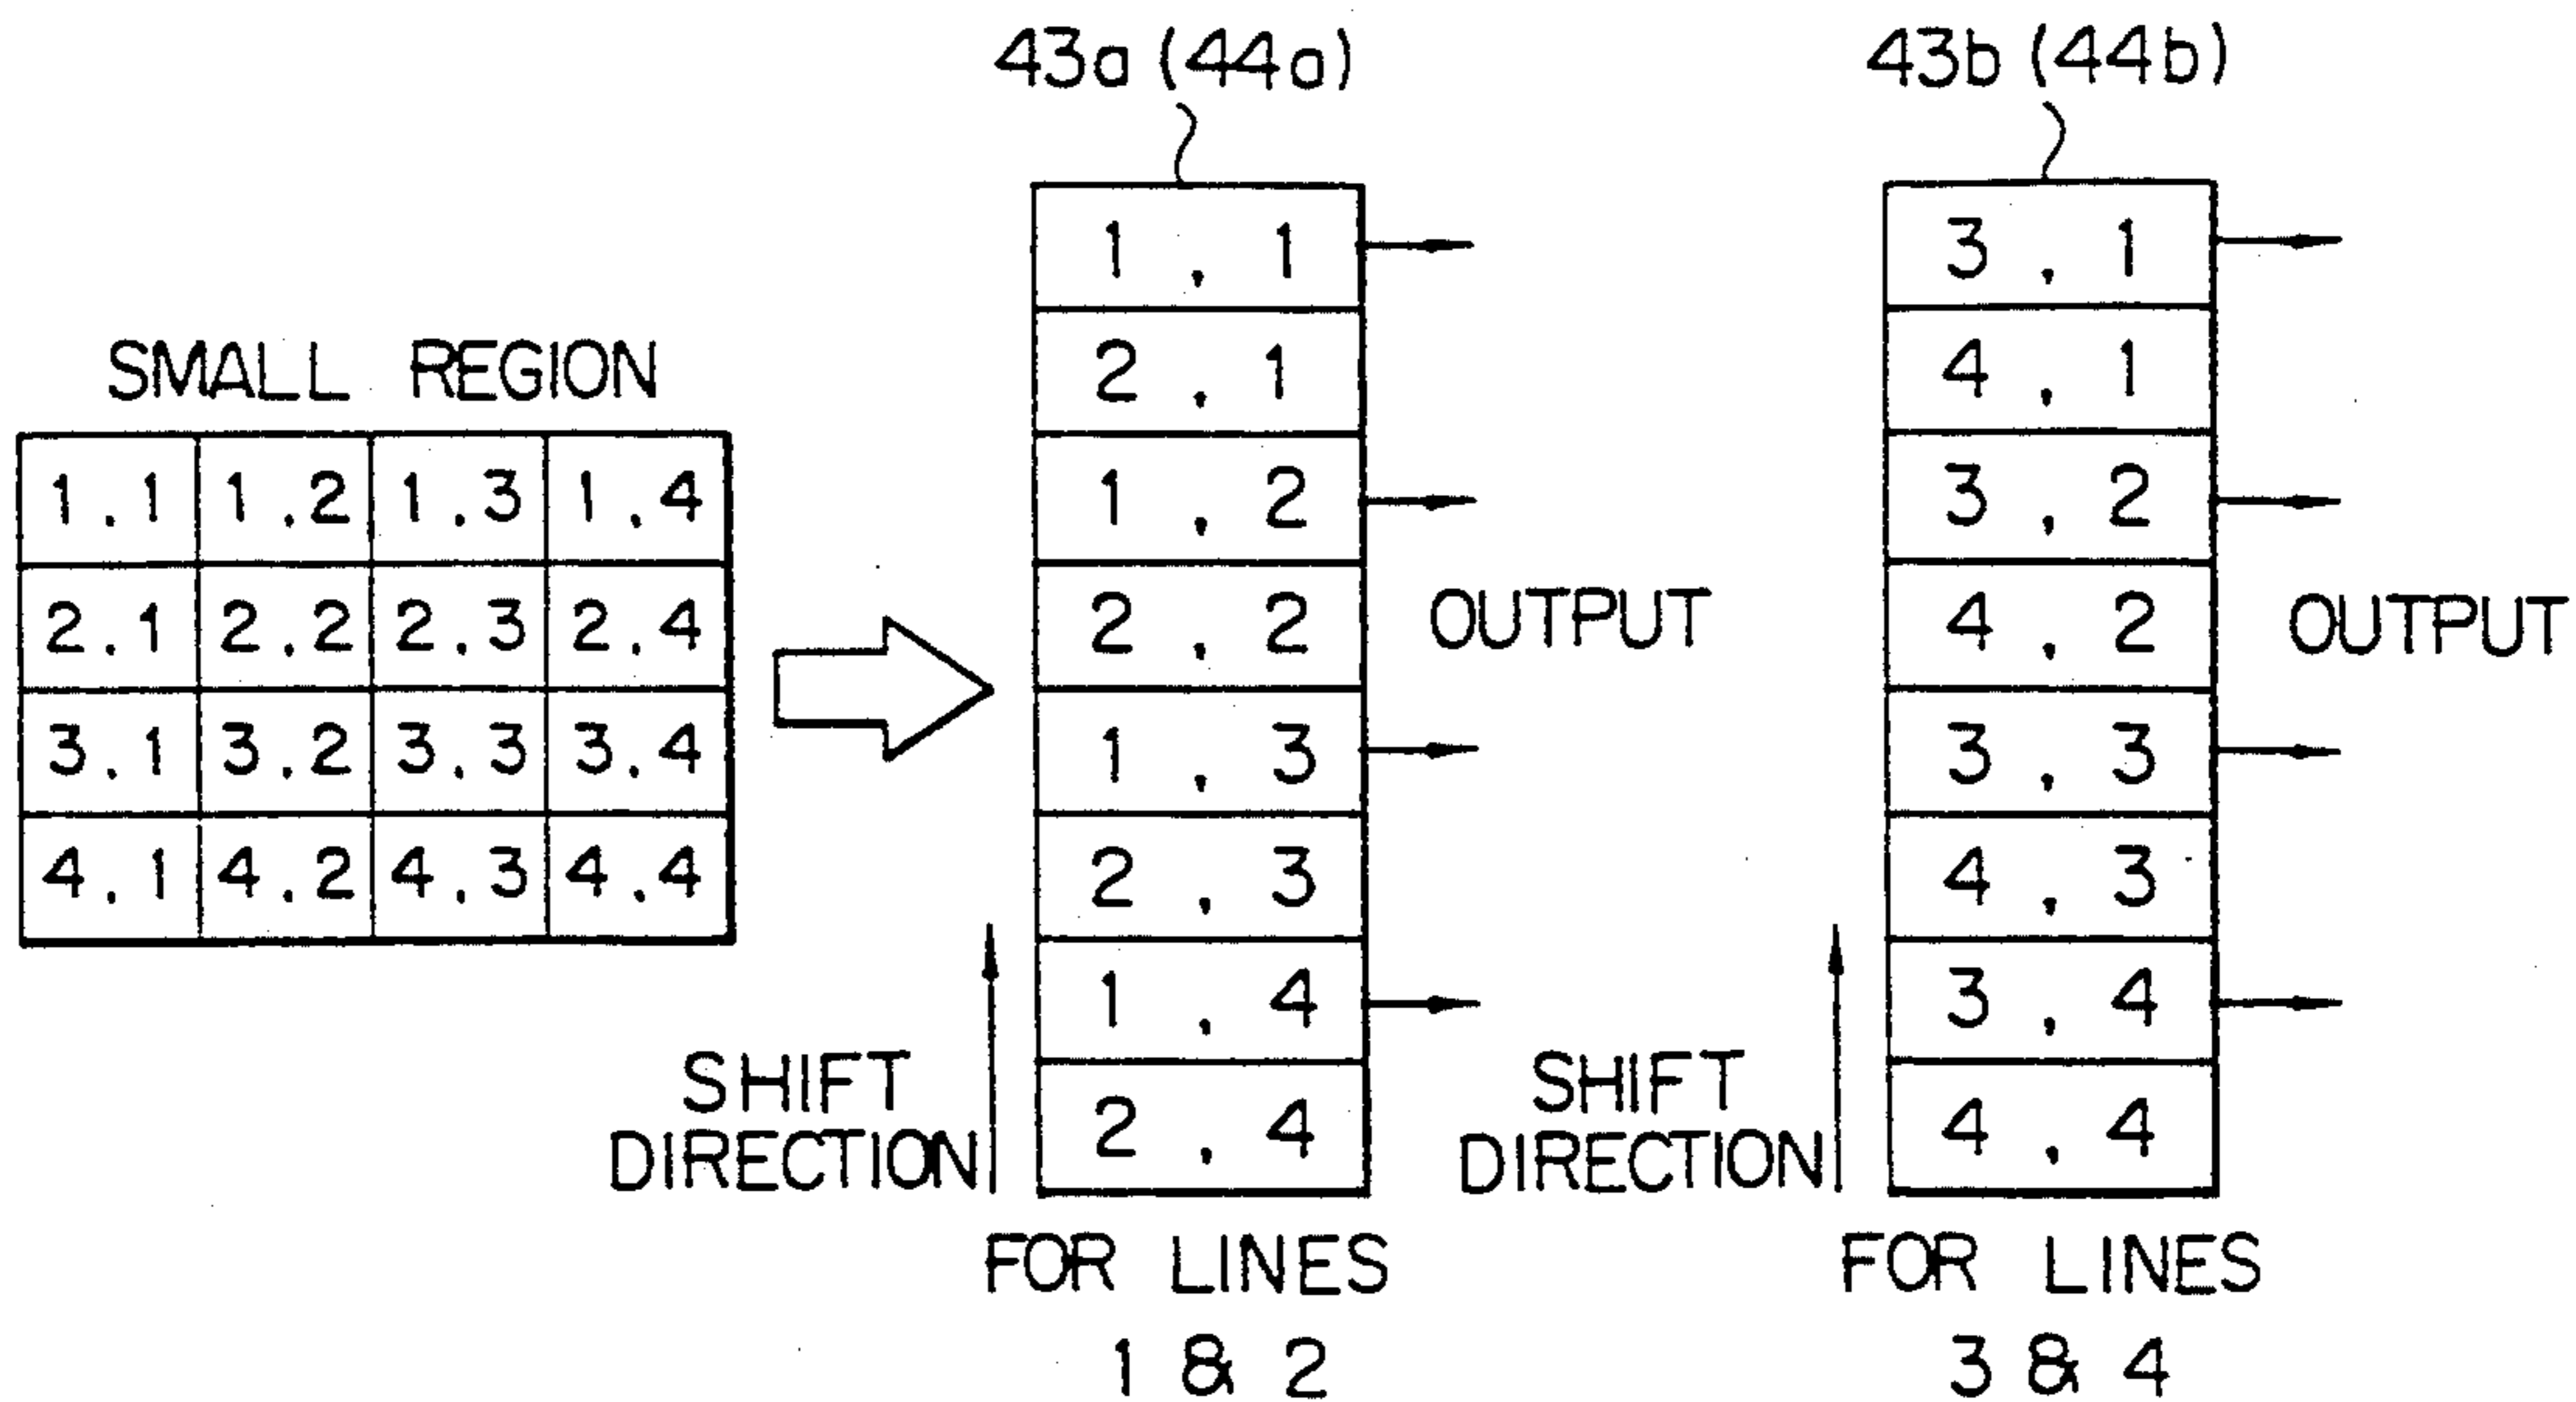 43a (44a)
43b (44b)
SMALL REGION
1,1 1,2 1,3 1,4
2,1 2,2 2,3 2,4
3,1 3,2 3,3 3,4
4,1 4,2 4,3 4,4
1 , 1
2 , 1
1 , 2
2 , 2
1 , 3
2 , 3
1 , 4
2 , 4
OUTPUT
SHIFT
DIRECTION
FOR LINES
1 & 2
3 , 1
4 , 1
3 , 2
4 , 2
3 , 3
4 , 3
3 , 4
4 , 4
OUTPUT
SHIFT
DIRECTION
FOR LINES
3 & 4